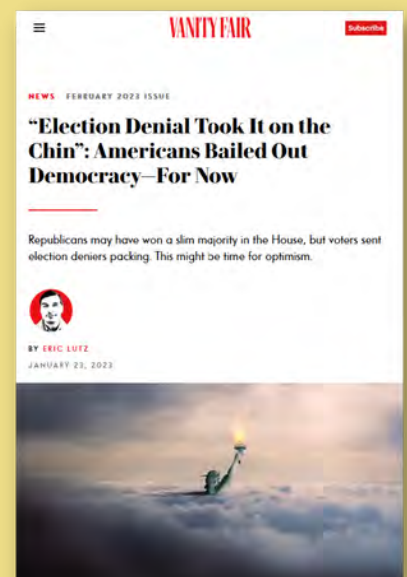 VANITY FAIR
Subscribe
NEWS FEBRUARY 2023 ISSUE
“Election Denial Took It on the
Chin”: Americans Bailed Out
Democracy—For Now
Republicans may have won a slim majority in the House, but voters sent
election deniers packing. This might be time for optimism.
BY ERIC LUTZ
JANUARY 23, 2023